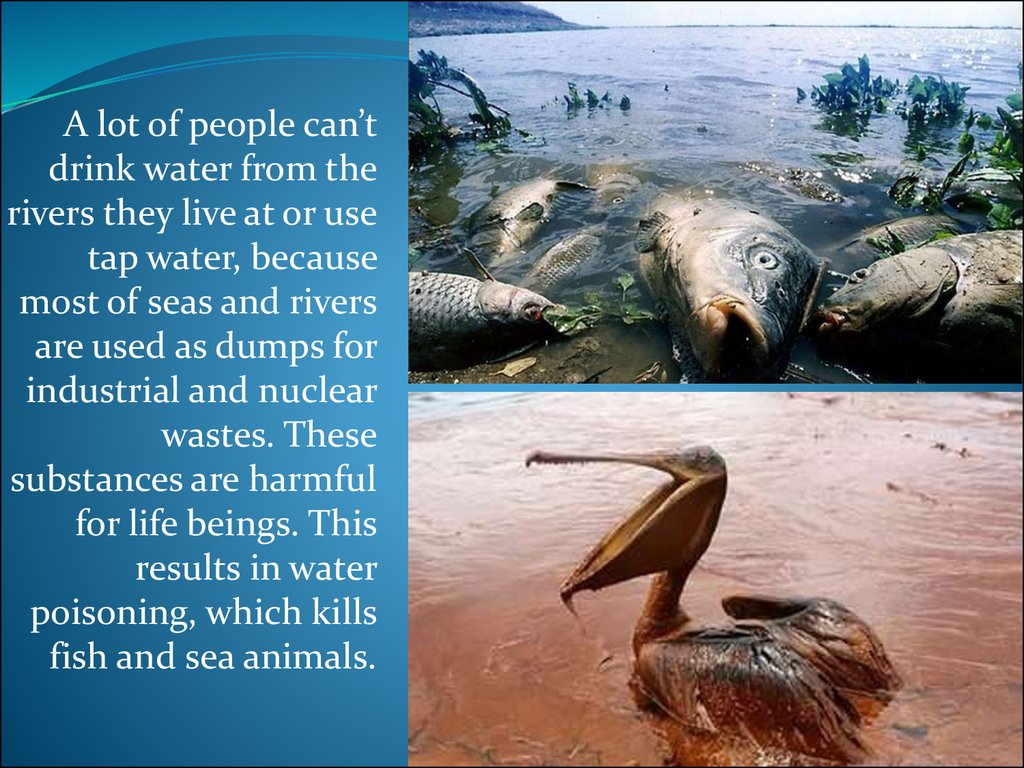 A lot of people can’t
drink water from the
rivers they live at or use
tap water, because
most of seas and rivers
are used as dumps for
industrial and nuclear
wastes. These
substances are harmful
for life beings. This
results in water
poisoning, which kills
fish and sea animals.